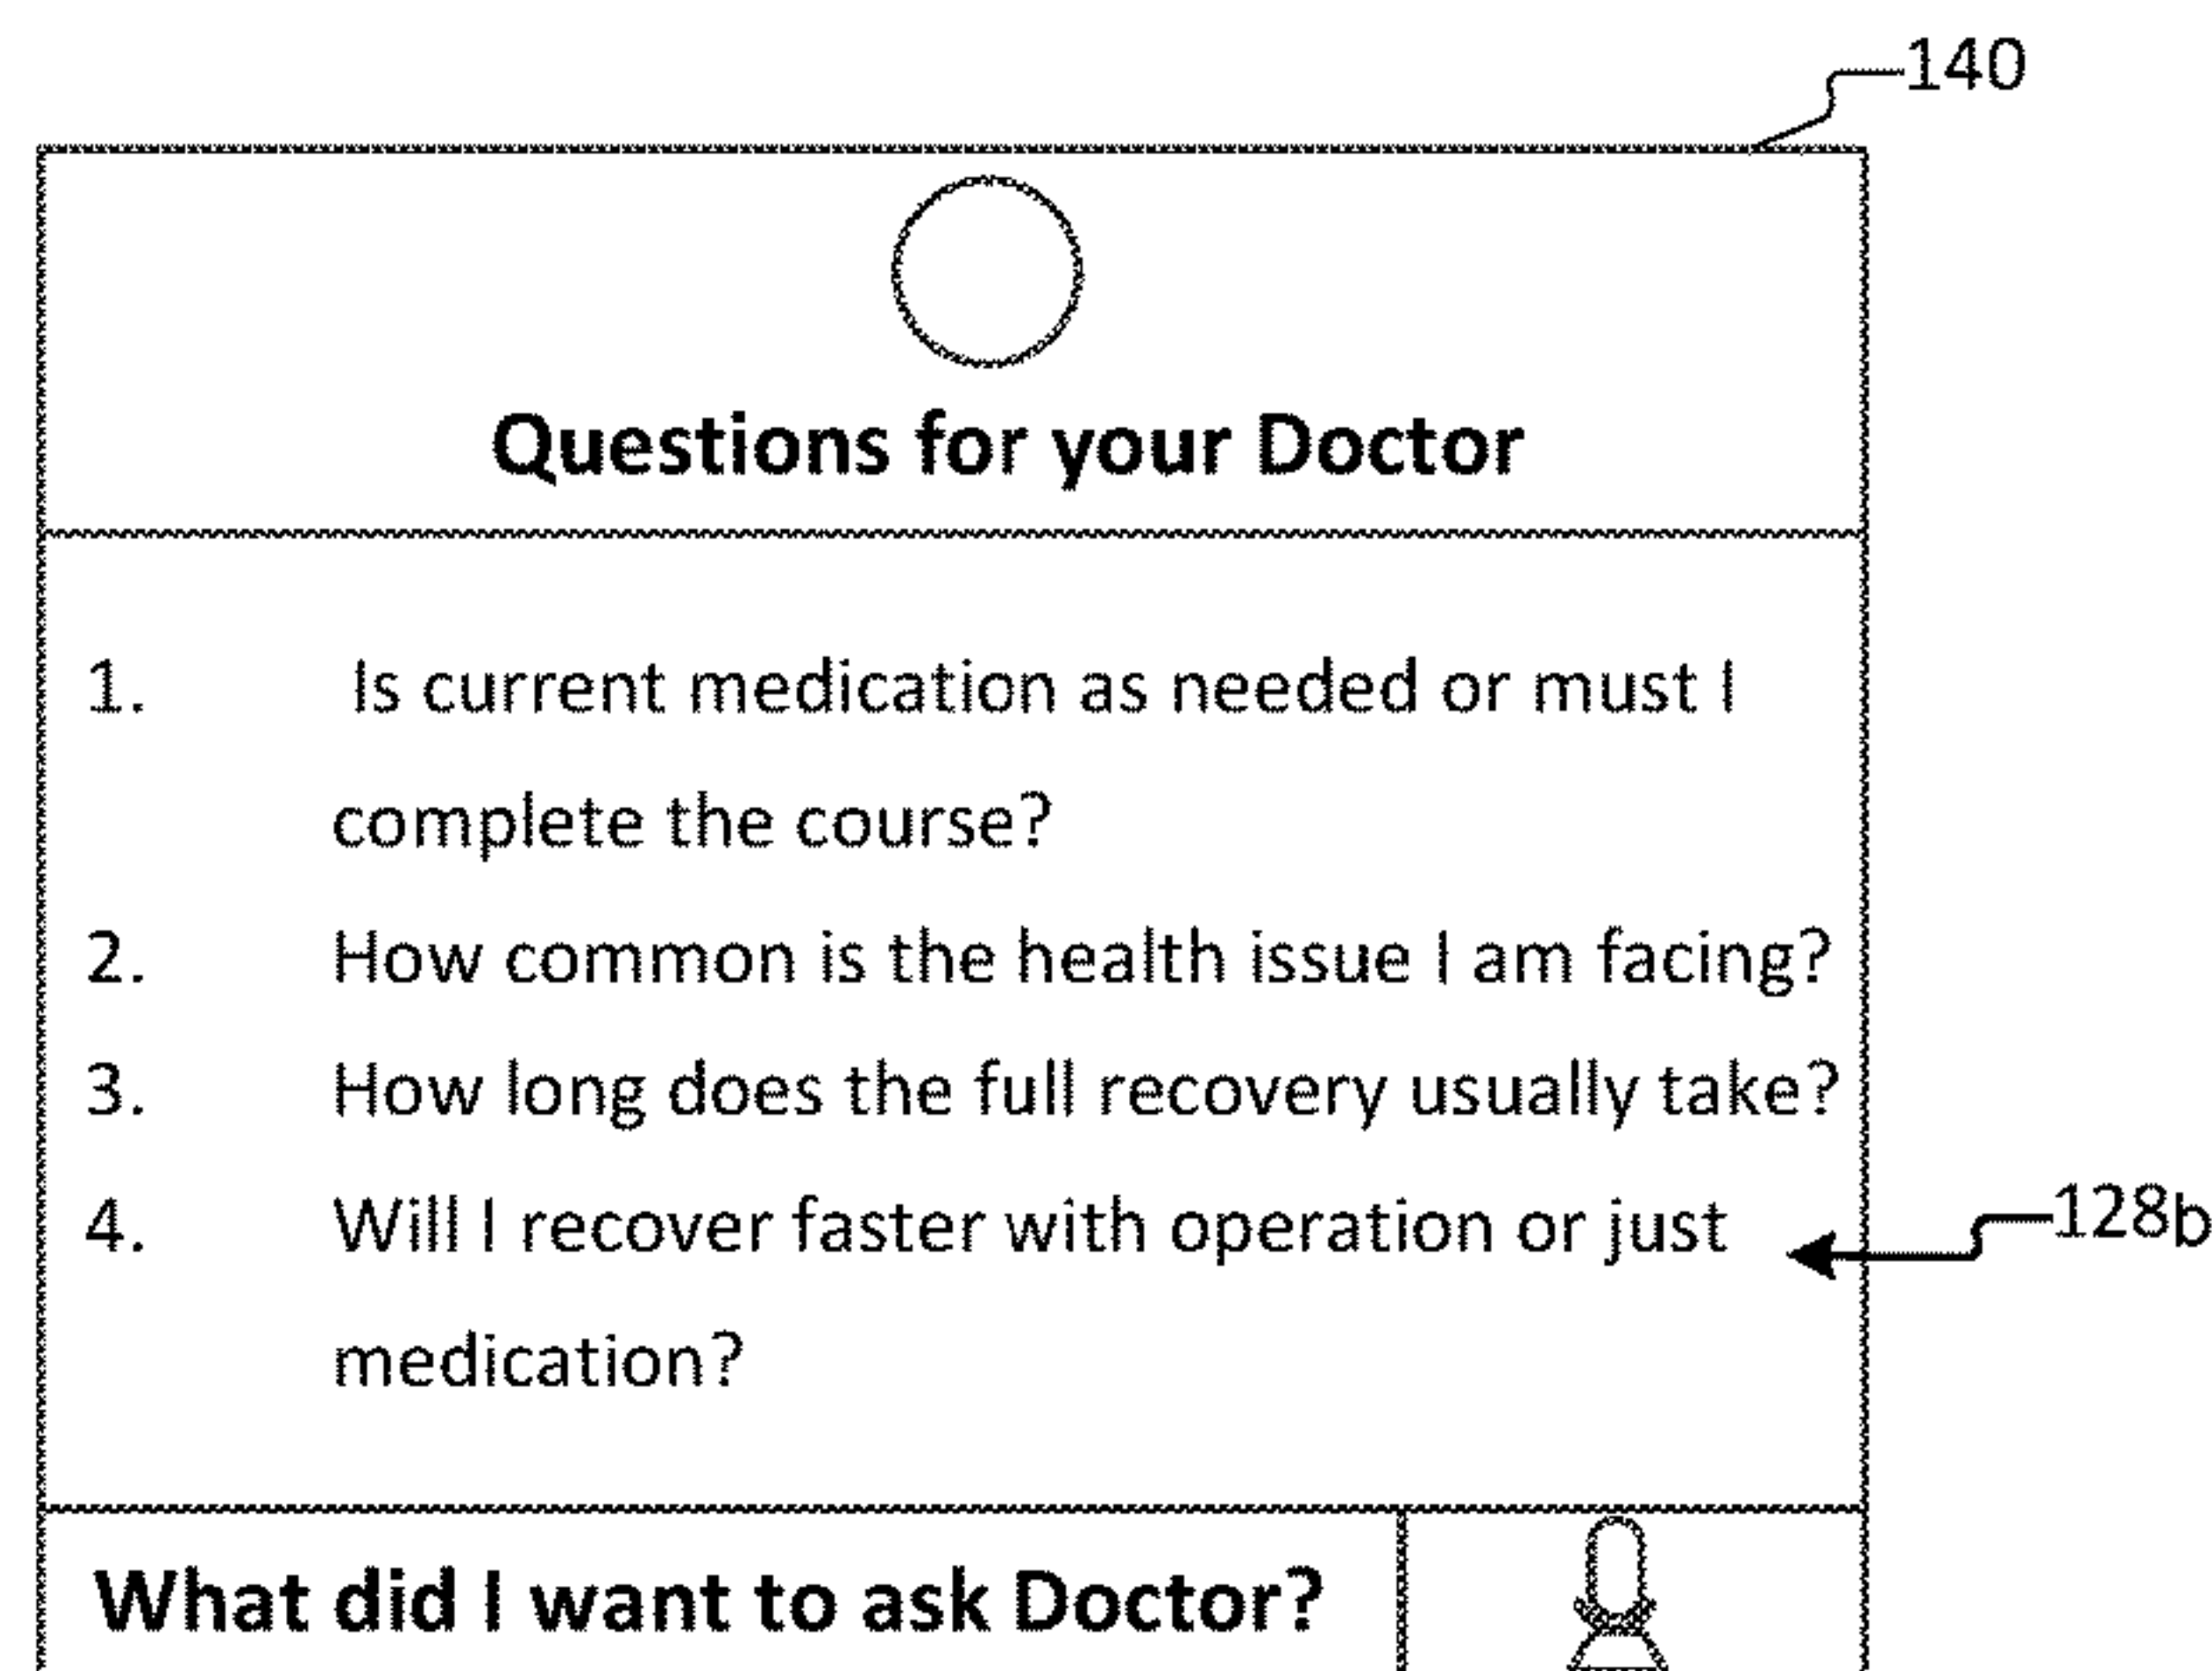 140
Questions for your Doctor
1. Is current medication as needed or must I
complete the course?
2. How common is the health issue I am facing?
3. How long does the full recovery usually take?
4. Will I recover faster with operation or just
128b
medication?
What did I want to ask Doctor?